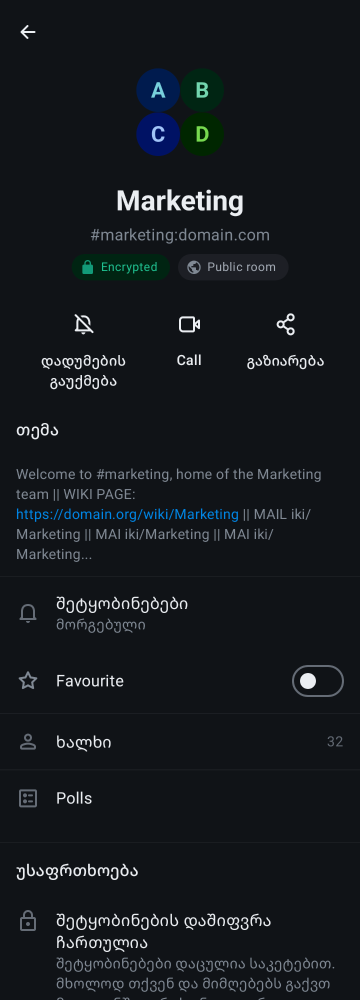 A
B
C
D
Marketing
#marketing:domain.com
Encrypted
Public room
დადუმების
გაუქმება
Call
გაზიარება
თემა
Welcome to #marketing, home of the Marketing
team || WIKI PAGE:
https://domain.org/wiki/Marketing || MAIL iki/
Marketing || MAI iki/Marketing || MAI iki/
Marketing...
შეტყობინებები
მორგებული
Favourite
ხალხი
32
Polls
უსაფრთხოება
შეტყობინების დაშიფვრა
ჩართულია
შეტყობინებები დაცულია საკეტებით.
მხოლოდ თქვენ და მიმღებებს გაქვთ